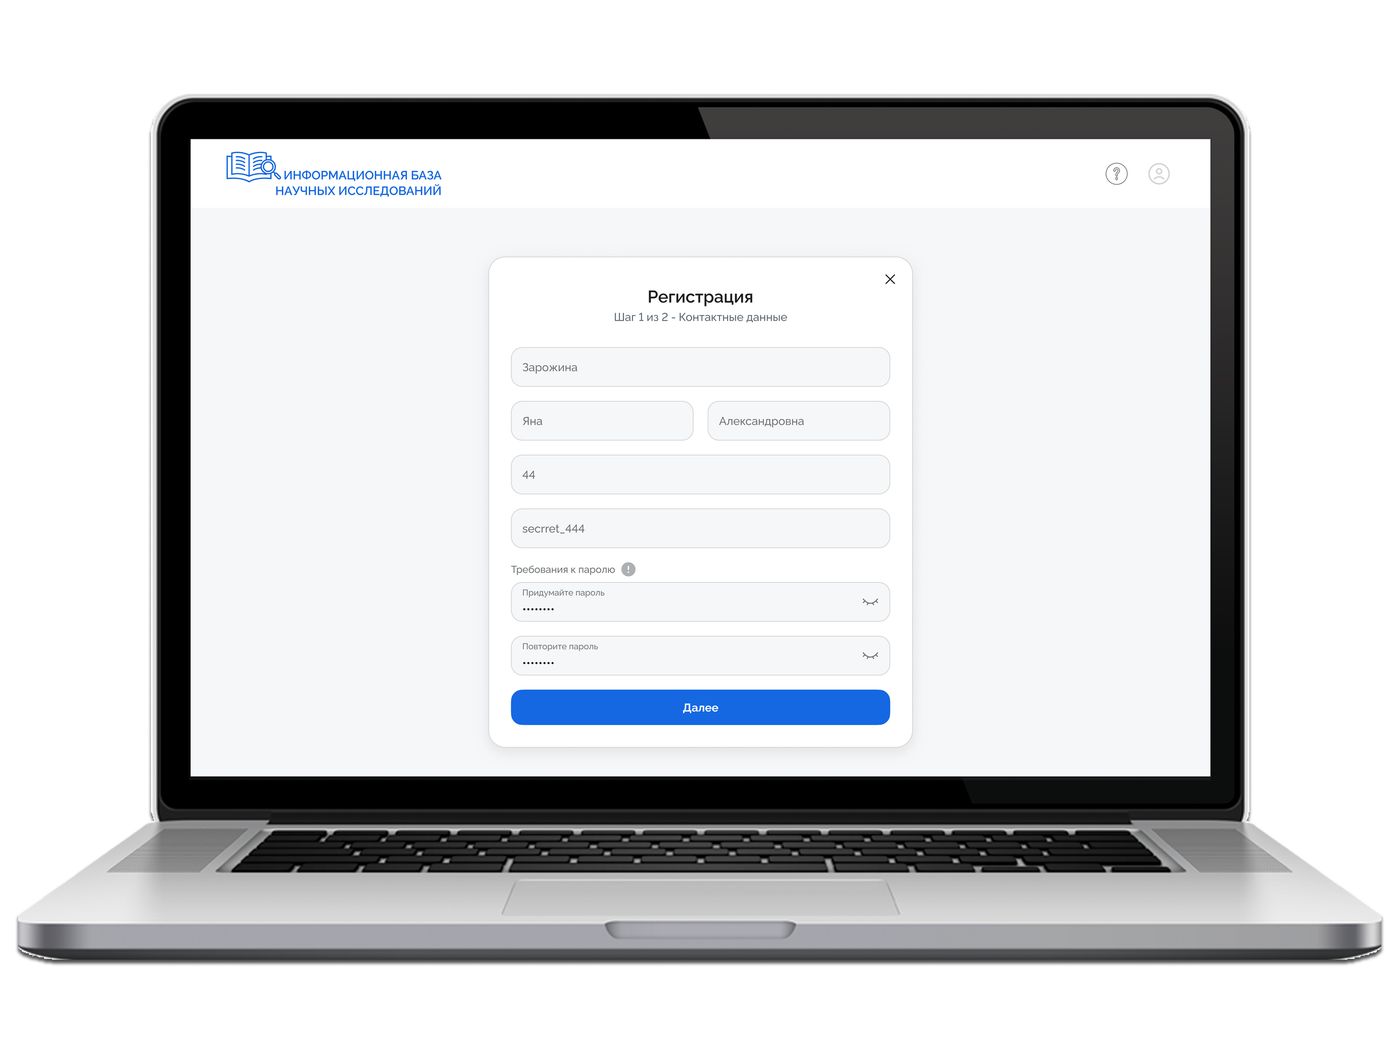 ИНФОРМАЦИОННАЯ БАЗА
НАУЧНЫХ ИССЛЕДОВАНИЙ
?
Регистрация
Шаг 1 из 2 - Контактные данные
Зарожина
Яна
Александровна
44
secrret_444
Требования к паролю !
Придумайте пароль
••••••••
Повторите пароль
••••••••
Далее